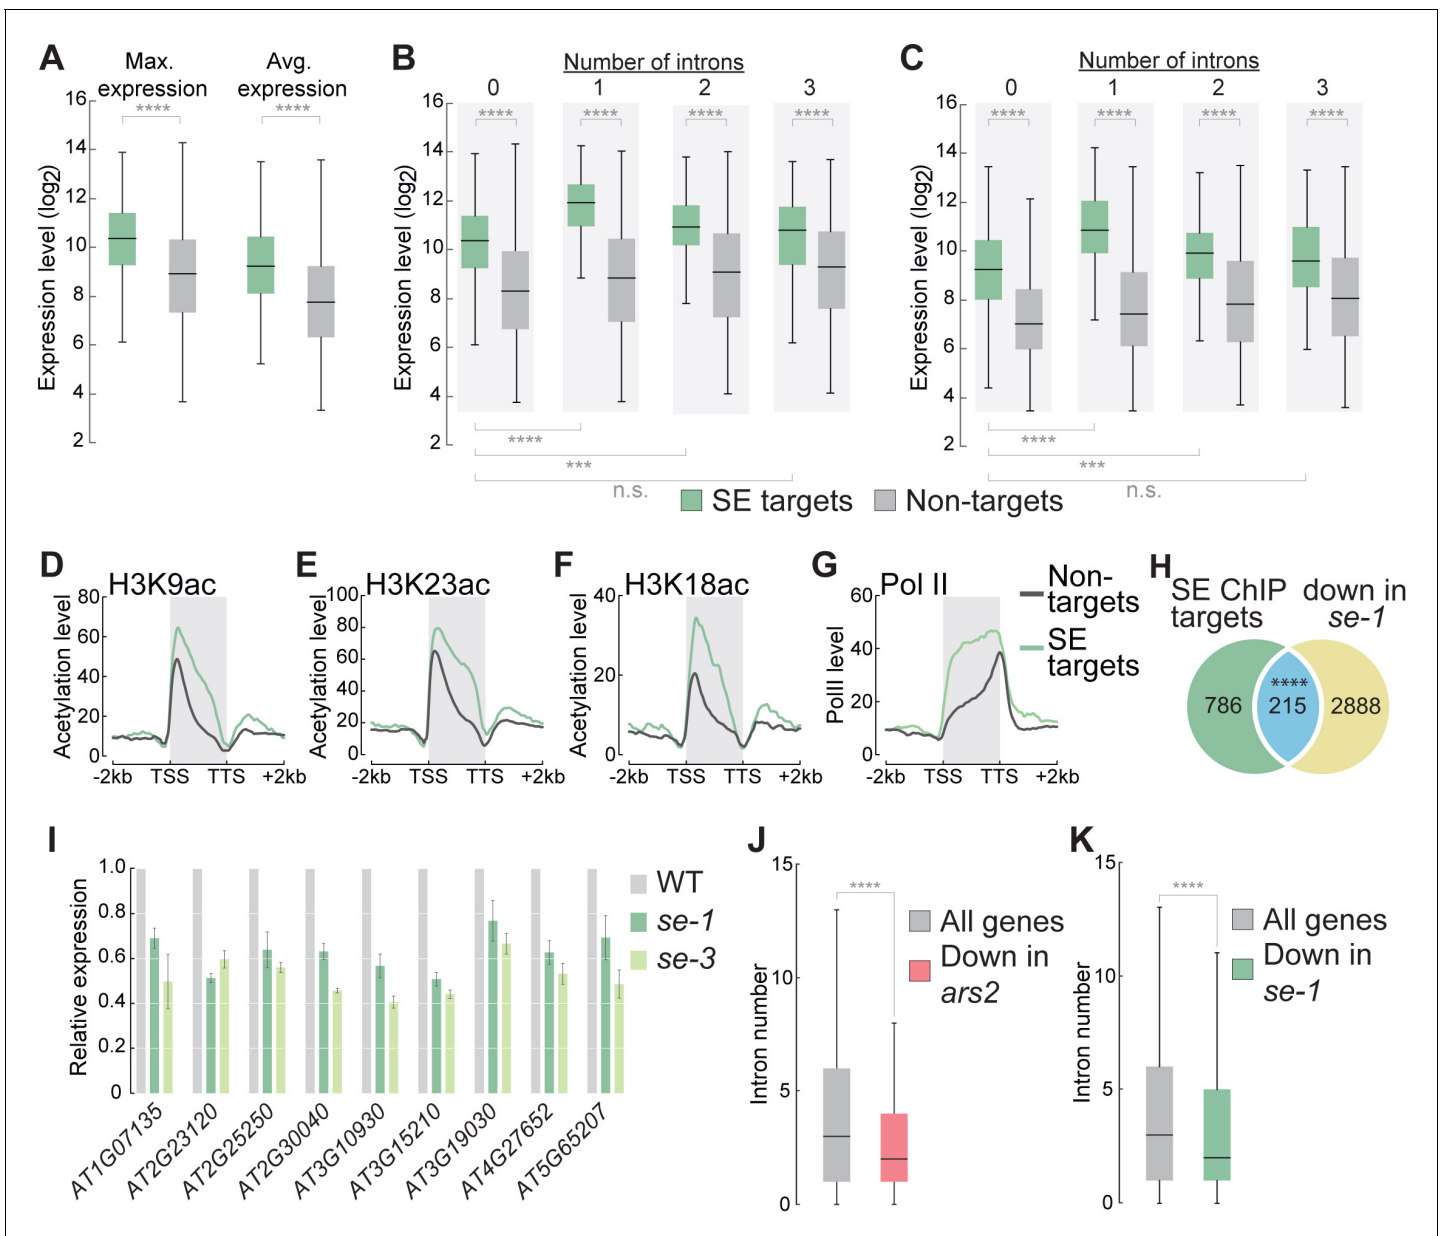 A
Max. expression
Avg. expression
Expression level (log2)
16
14
12
10
8
6
4
2
****
****
B
Number of introns
0 1 2 3
Expression level (log2)
16
14
12
10
8
6
4
2
**** **** **** ****
****
***
n.s.
C
Number of introns
0 1 2 3
Expression level (log2)
16
14
12
10
8
6
4
2
**** **** **** ****
****
***
n.s.
SE targets Non-targets
D
H3K9ac
Acetylation level
80
60
40
20
0
-2kb TSS TTS +2kb
E
H3K23ac
Acetylation level
100
80
60
40
20
0
-2kb TSS TTS +2kb
F
H3K18ac
Acetylation level
40
20
0
-2kb TSS TTS +2kb
G
Pol II
PolII level
60
40
20
0
-2kb TSS TTS +2kb
Non-
targets
SE
targets
H
SE ChIP
targets
down in
se-1
786
****
215
2888
I
Relative expression
1.0
0.8
0.6
0.4
0.2
0
WT
se-1
se-3
AT1G07135
AT2G23120
AT2G25250
AT2G30040
AT3G10930
AT3G15210
AT3G19030
AT4G27652
AT5G65207
J
Intron number
15
10
5
0
****
All genes
Down in
ars2
K
Intron number
15
10
5
0
****
All genes
Down in
se-1